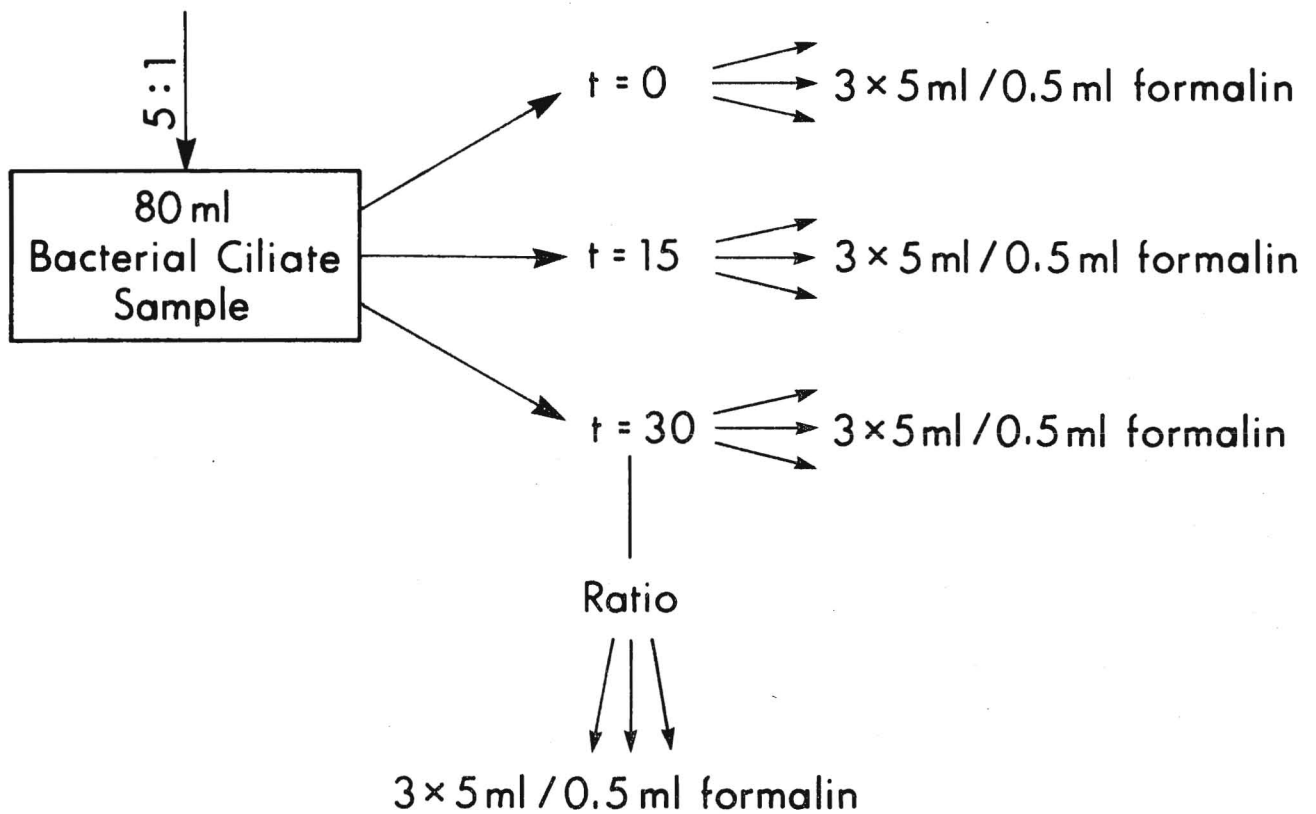 5:1
80 ml
Bacterial Ciliate
Sample
t = 0
3 × 5 ml / 0.5 ml formalin
t = 15
3 × 5 ml / 0.5 ml formalin
t = 30
3 × 5 ml / 0.5 ml formalin
Ratio
3 × 5 ml / 0.5 ml formalin